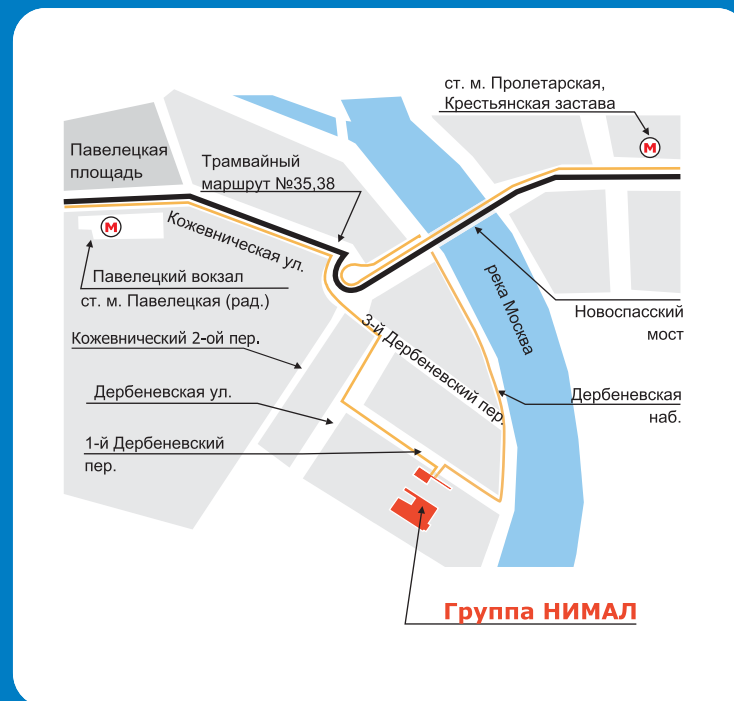 ст. м. Пролетарская,
Крестьянская застава
М
Павелецкая
площадь
Трамвайный
маршрут №35,38
М
Кожевническая ул.
Павелецкий вокзал
ст. м. Павелецкая (рад.)
река Москва
Новоспасский
мост
Кожевнический 2-ой пер.
3-й Дербеневский пер.
Дербеневская ул.
Дербеневская
наб.
1-й Дербеневский
пер.
Группа НИМАЛ